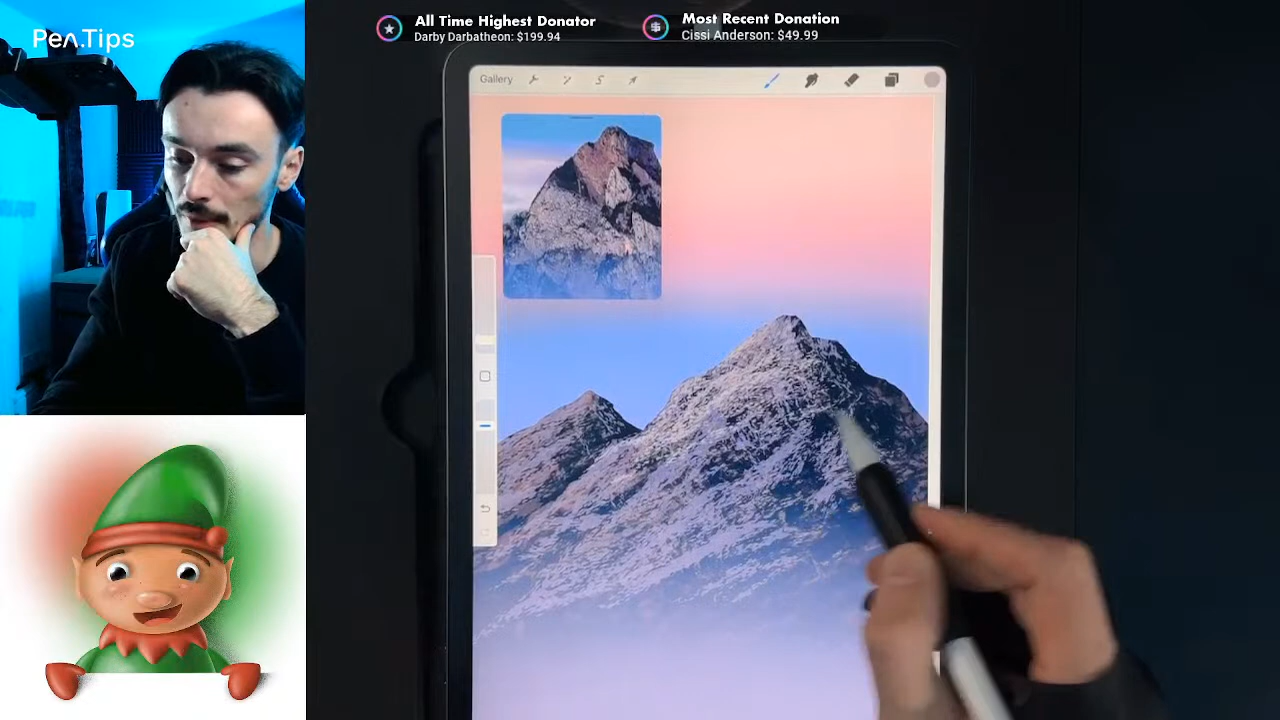 Pen.Tips
All Time Highest Donator
Darby Darbatheon: $199.94
Most Recent Donation
Cissi Anderson: $49.99
Gallery